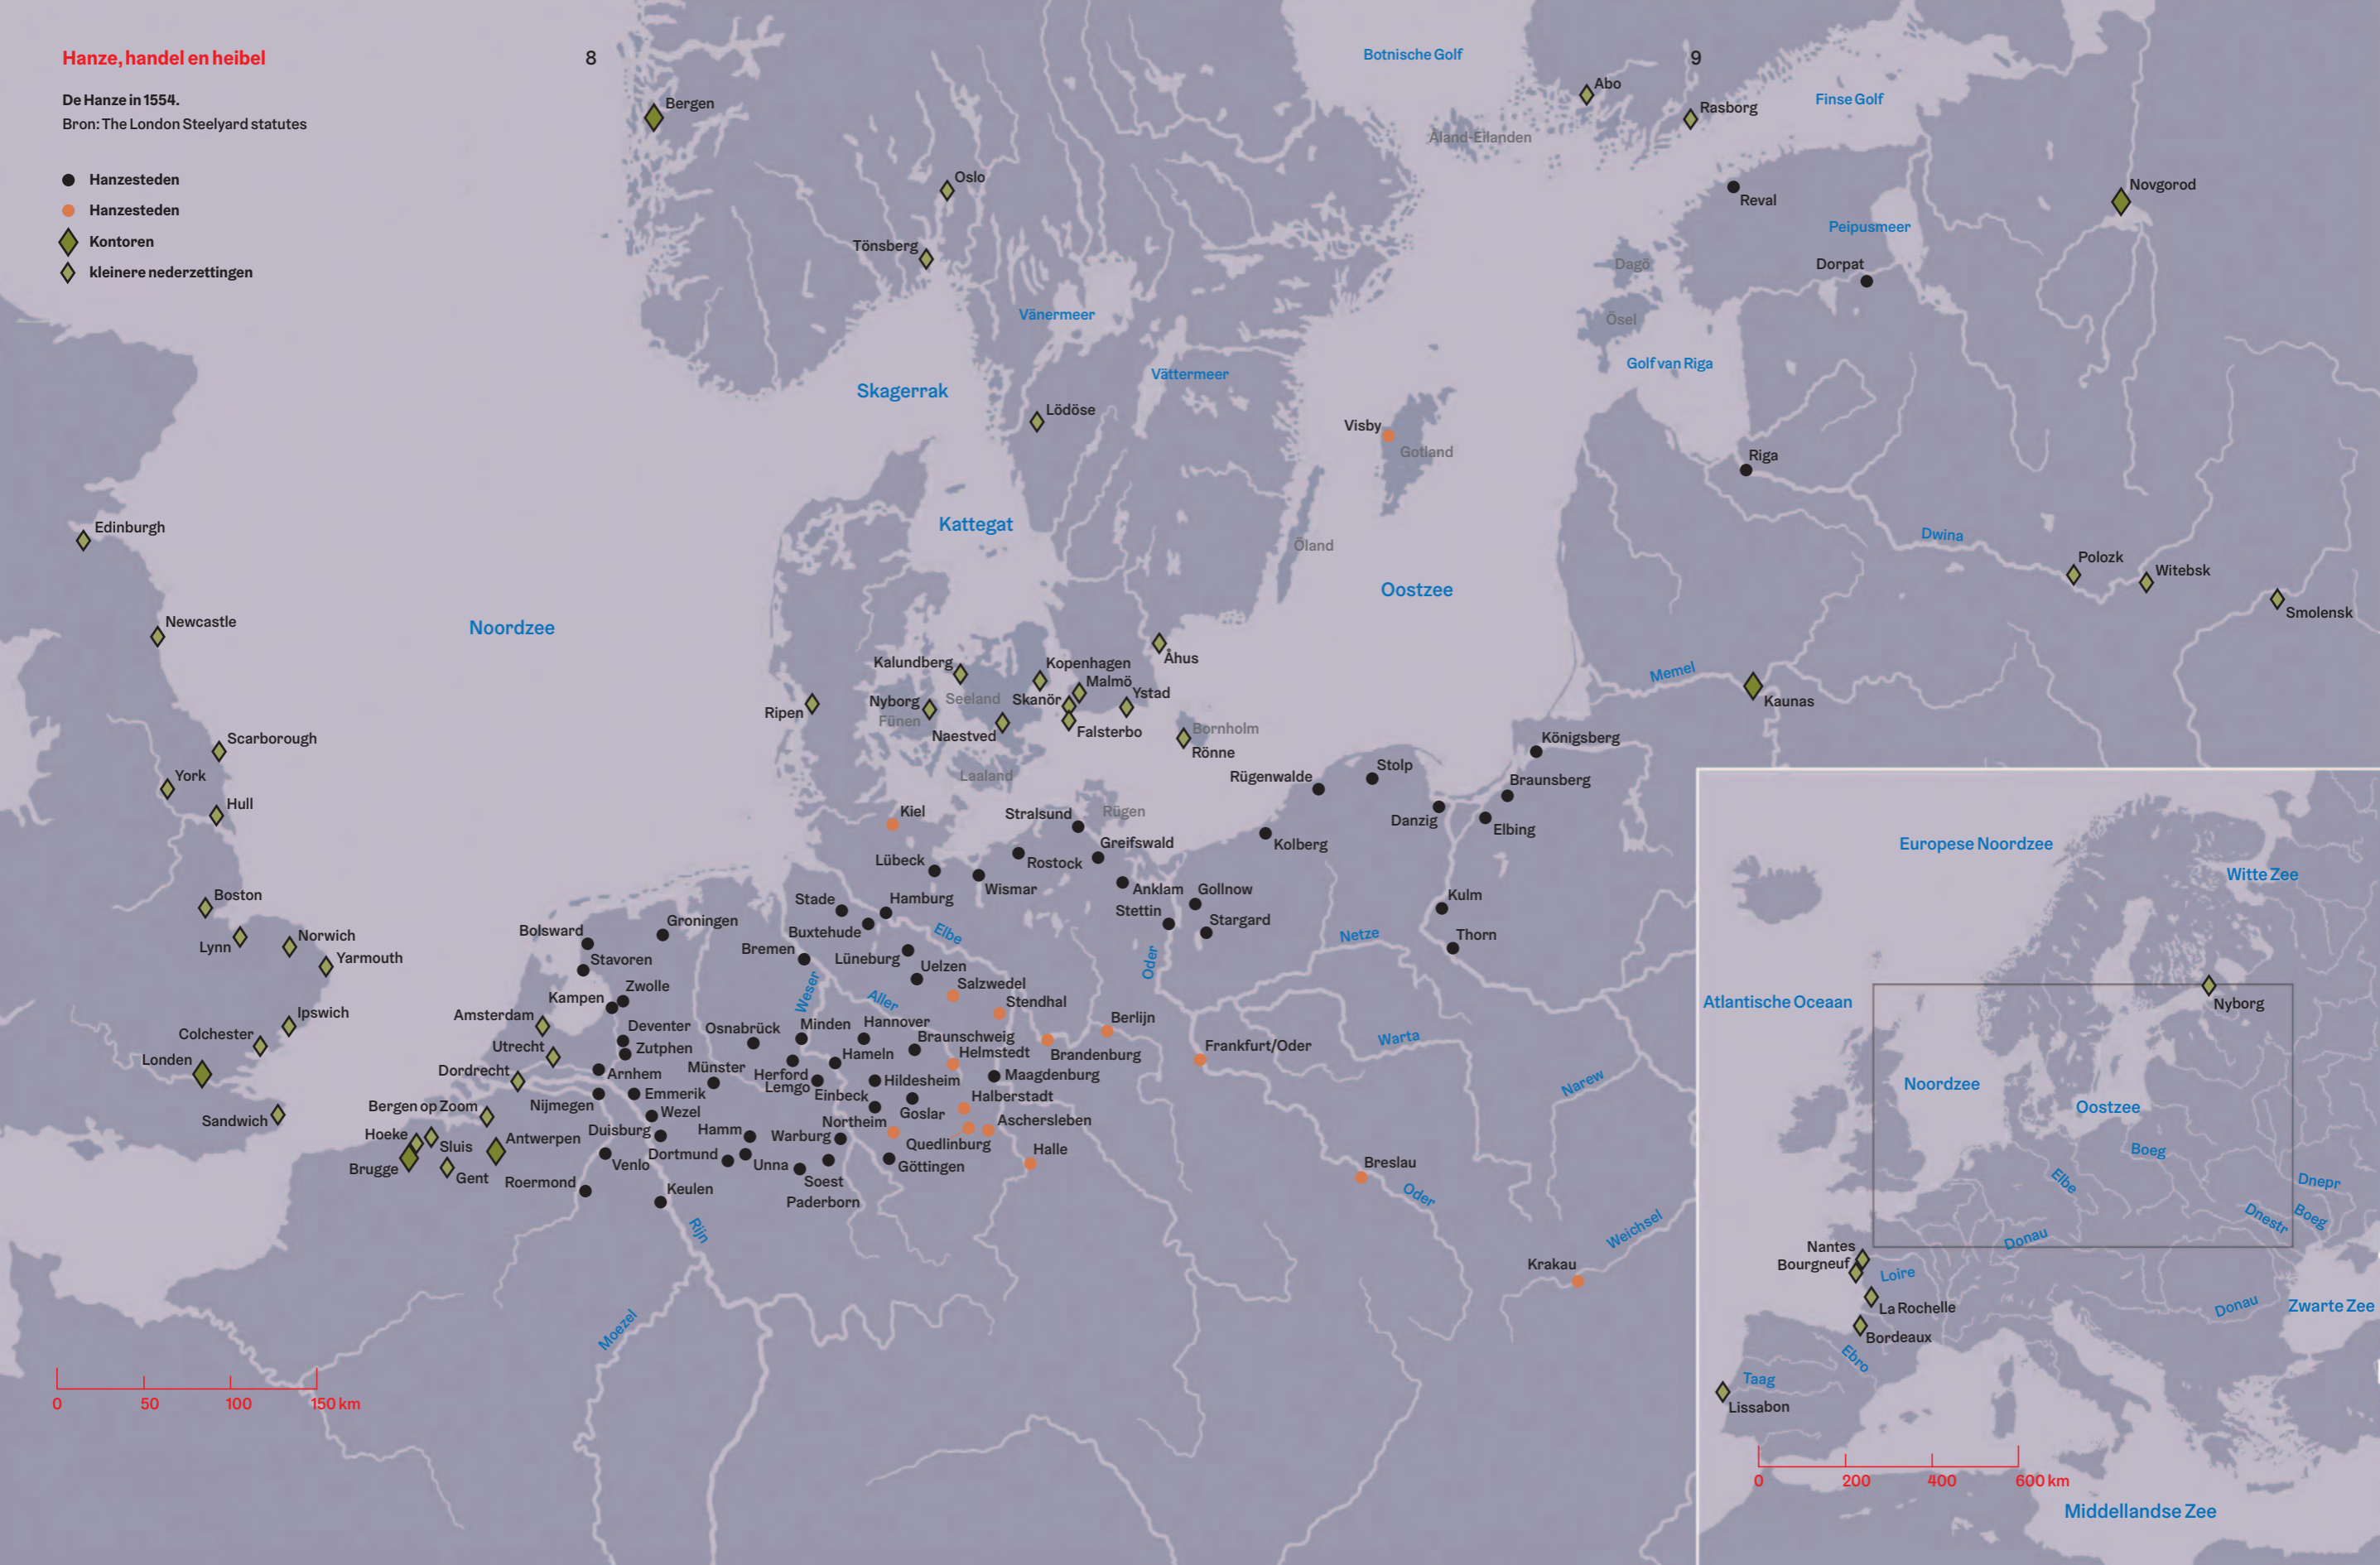 Hanze, handel en heibel
8
9
De Hanze in 1554.
Bron: The London Steelyard statutes
Hanzesteden
Hanzesteden
Kontoren
kleinere nederzettingen
Botnische Golf
Abo
Rasborg
Finse Golf
Bergen
Åland-Eilanden
Oslo
Reval
Novgorod
Peipusmeer
Tönsberg
Dagö
Dorpat
Vänermeer
Ösel
Golf van Riga
Vättermeer
Skagerrak
Lödöse
Visby
Gotland
Riga
Edinburgh
Kattegat
Öland
Dwina
Polozk
Witebsk
Smolensk
Oostzee
Newcastle
Noordzee
Åhus
Kalundberg
Kopenhagen
Malmö
Memel
Nyborg
Seeland
Skanör
Ystad
Kaunas
Ripen
Fünen
Naestved
Falsterbo
Bornholm
Rönne
Scarborough
Königsberg
York
Laaland
Rügenwalde
Stolp
Braunsberg
Hull
Kiel
Stralsund
Rügen
Danzig
Elbing
Greifswald
Kolberg
Lübeck
Rostock
Wismar
Anklam
Gollnow
Boston
Stade
Hamburg
Stettin
Stargard
Kulm
Groningen
Bolsward
Buxtehude
Elbe
Netze
Thorn
Lynn
Norwich
Yarmouth
Stavoren
Bremen
Lüneburg
Uelzen
Oder
Zwolle
Kampen
Weser
Aller
Salzwedel
Stendhal
Ipswich
Amsterdam
Deventer
Osnabrück
Minden
Hannover
Berlijn
Colchester
Utrecht
Zutphen
Braunschweig
Warta
Londen
Hameln
Helmstedt
Brandenburg
Frankfurt/Oder
Dordrecht
Arnhem
Münster
Herford
Lemgo
Hildesheim
Maagdenburg
Narew
Emmerik
Einbeck
Halberstadt
Bergen op Zoom
Nijmegen
Wezel
Goslar
Sandwich
Northeim
Aschersleben
Hoeke
Sluis
Antwerpen
Duisburg
Hamm
Warburg
Quedlinburg
Halle
Brugge
Gent
Venlo
Dortmund
Unna
Göttingen
Breslau
Roermond
Keulen
Soest
Paderborn
Oder
Rijn
Weichsel
Krakau
Moezel
0
50
100
150 km
Europese Noordzee
Witte Zee
Atlantische Oceaan
Nyborg
Noordzee
Oostzee
Boeg
Elbe
Dnepr
Dnestr
Boeg
Donau
Nantes
Bourgneuf
Loire
La Rochelle
Donau
Zwarte Zee
Bordeaux
Ebro
Taag
Lissabon
0
200
400
600 km
Middellandse Zee